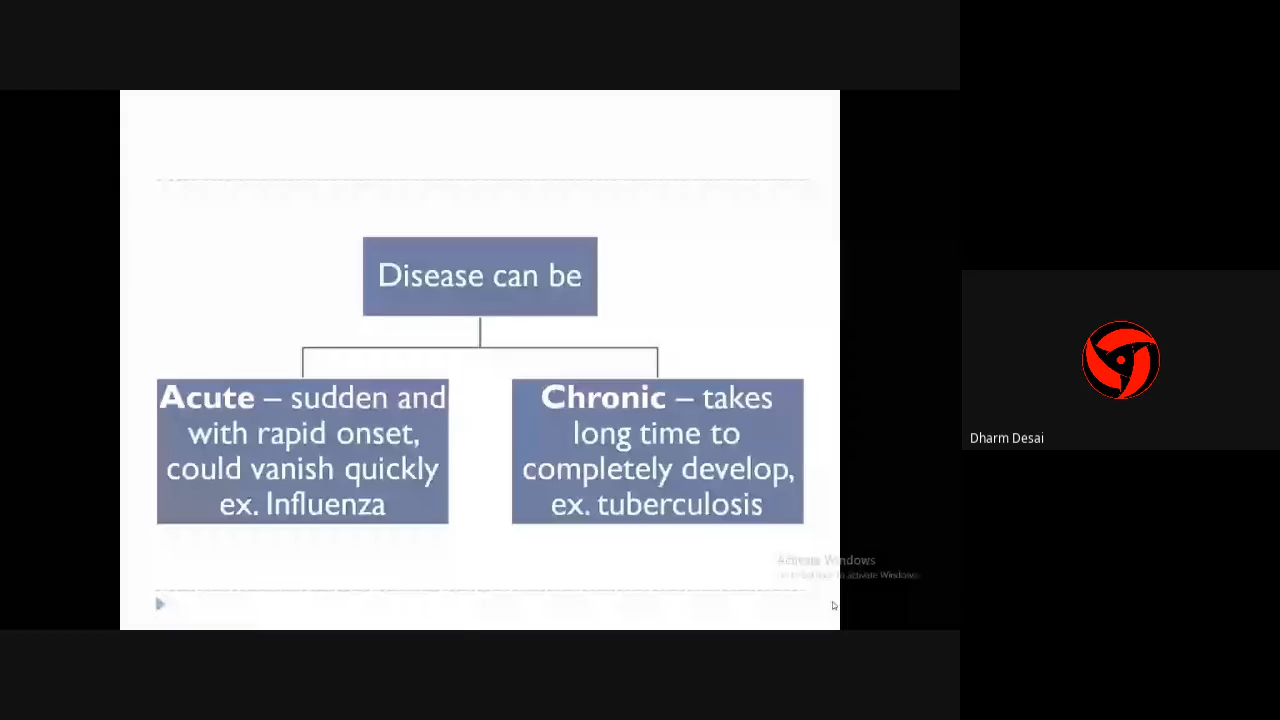 Disease can be
Acute – sudden and
with rapid onset,
could vanish quickly
ex. Influenza
Chronic – takes
long time to
completely develop,
ex. tuberculosis
Activate Windows
to activate Windows.
Dharm Desai